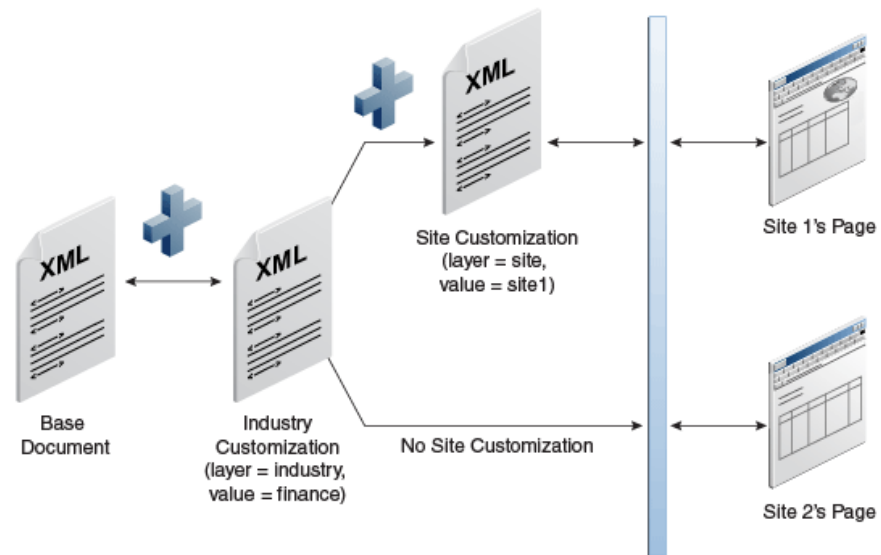 XML
Site Customization
(layer = site,
value = site1)
Site 1's Page
XML
Base
Document
XML
Industry
Customization
(layer = industry,
value = finance)
No Site Customization
Site 2's Page